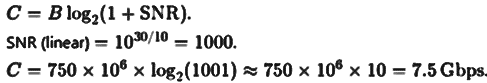 C = B log₂(1 + SNR).
SNR (linear) = 10^{30/10} = 1000.
C = 750 × 10⁶ × log₂(1001) ≈ 750 × 10⁶ × 10 = 7.5 Gbps.